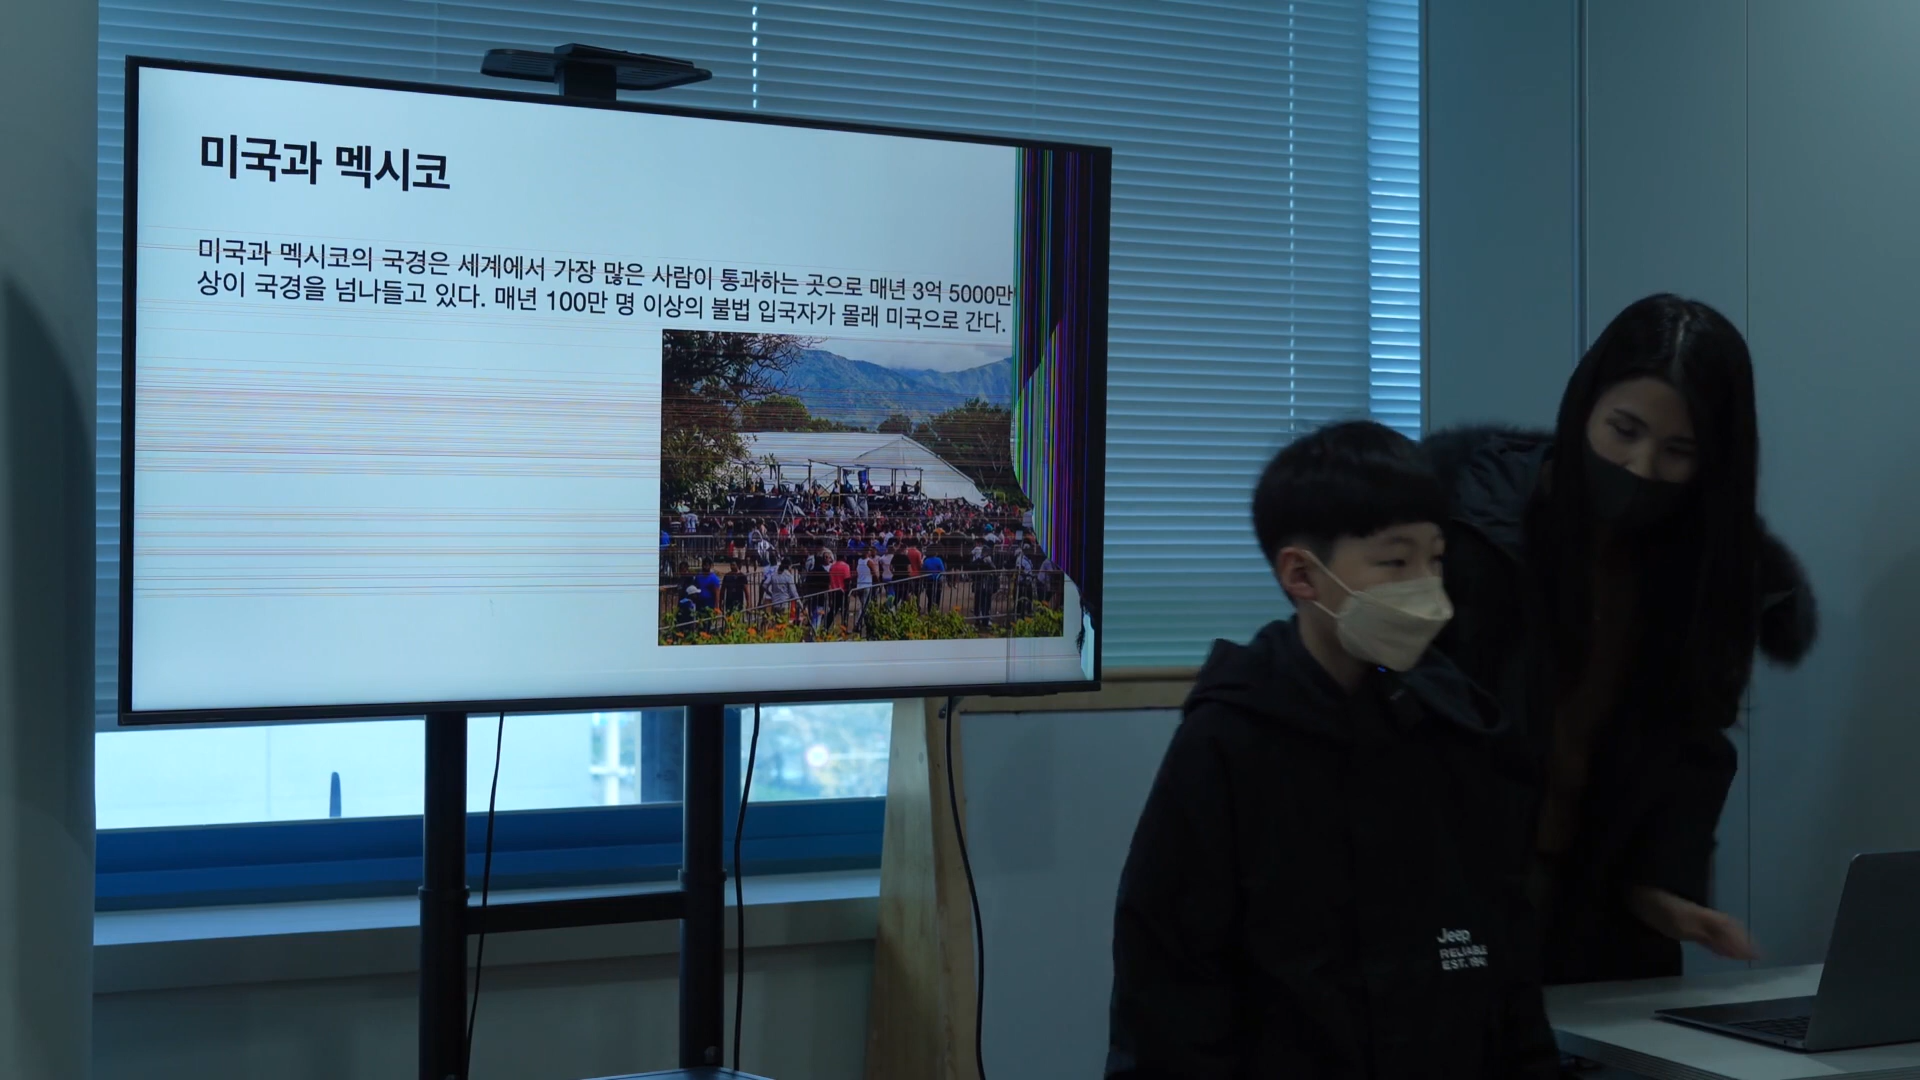 미국과 멕시코
미국과 멕시코의 국경은 세계에서 가장 많은 사람이 통과하는 곳으로 매년 3억 5000만
상이 국경을 넘나들고 있다. 매년 100만 명 이상의 불법 입국자가 몰래 미국으로 간다.
Jeep
RELIABLE
EST. 1941